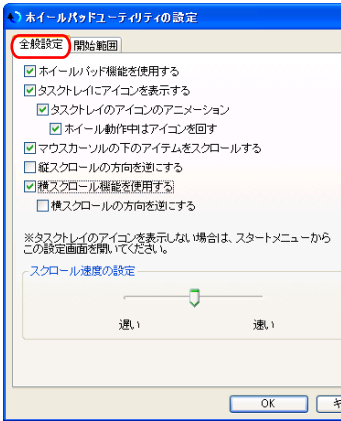 ホイールパッドユーティリティの設定
全般設定 開始範囲
ホイールパッド機能を使用する
タスクトレイにアイコンを表示する
タスクトレイのアイコンのアニメーション
ホイール動作中はアイコンを回す
マウスカーソルの下のアイテムをスクロールする
縦スクロールの方向を逆にする
横スクロール機能を使用する
横スクロールの方向を逆にする
※タスクトレイのアイコンを表示しない場合は、スタートメニューから
この設定画面を開いてください。
スクロール速度の設定
遅い 速い
OK キ